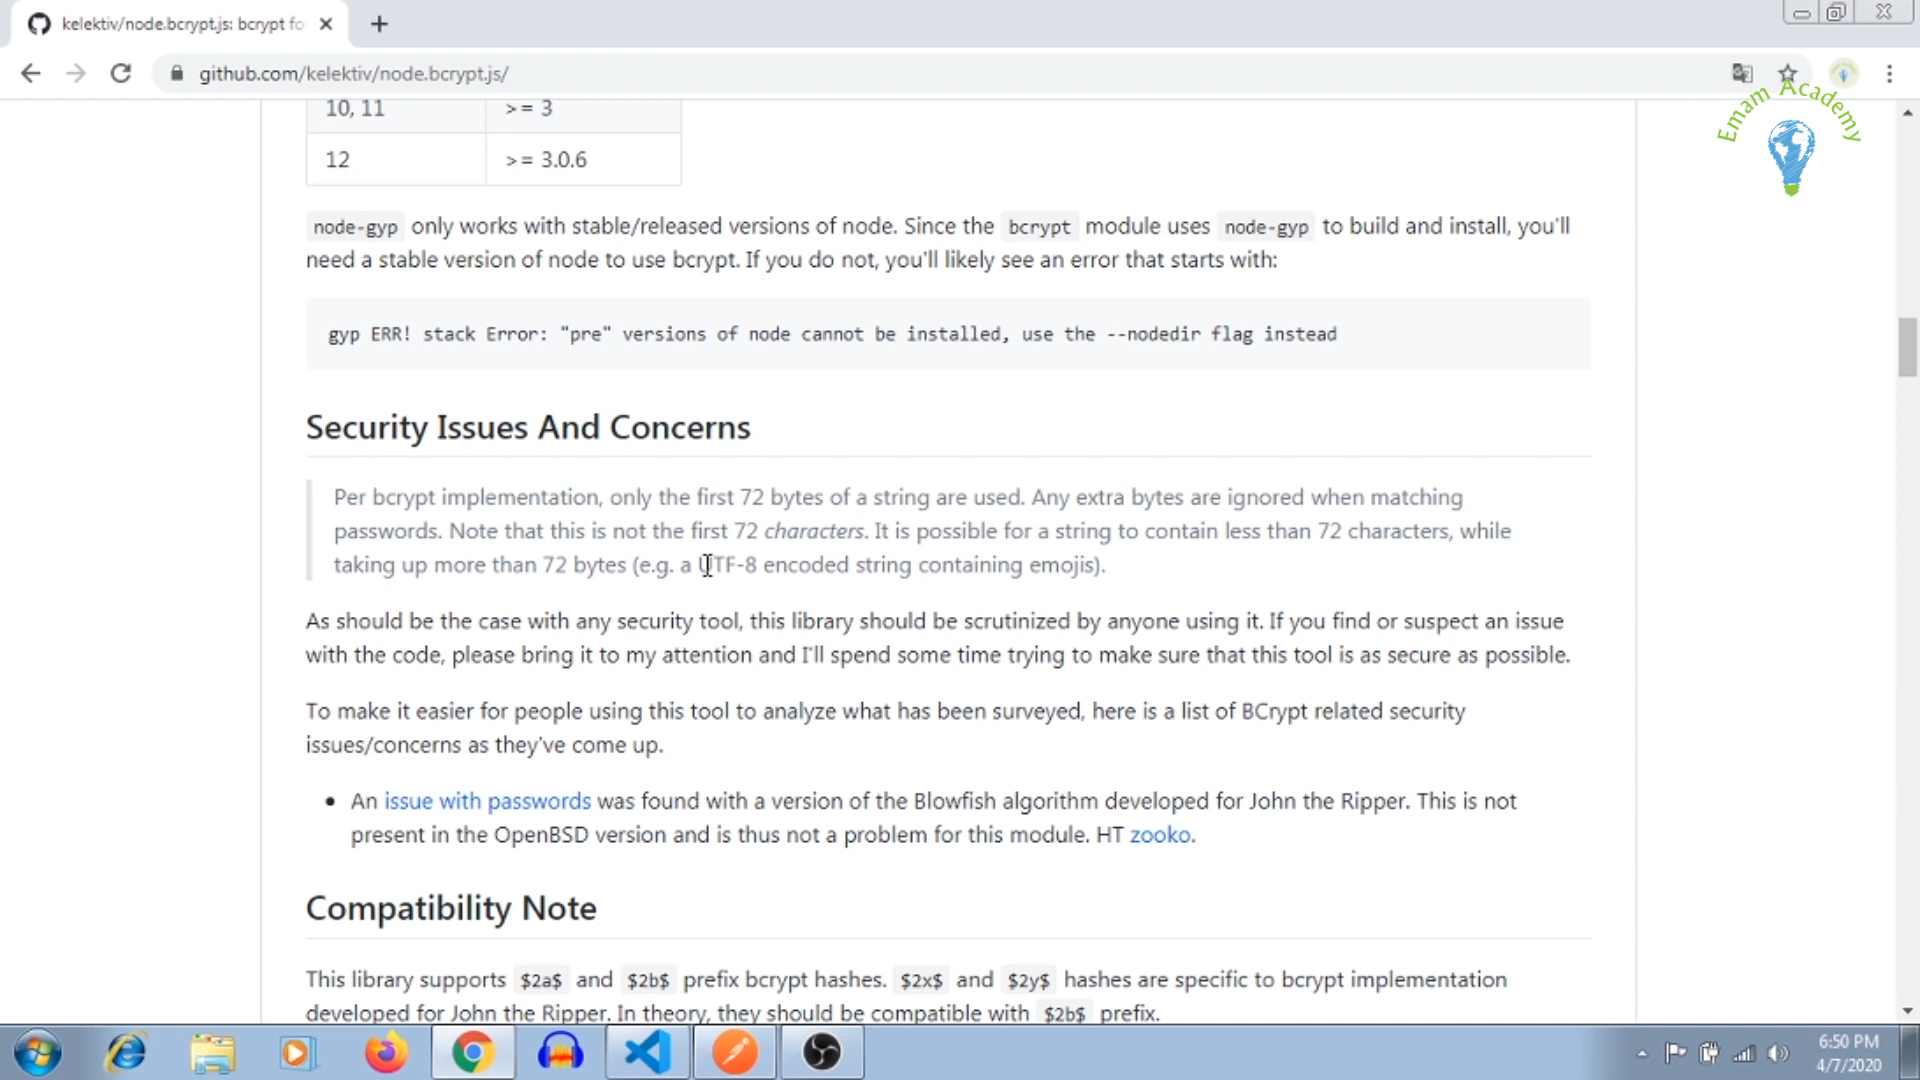 kelektiv/node.bcrypt.js: bcrypt fo
github.com/kelektiv/node.bcrypt.js/
Emam Academy
10, 11 >= 3
12 >= 3.0.6
node-gyp only works with stable/released versions of node. Since the bcrypt module uses node-gyp to build and install, you'll
need a stable version of node to use bcrypt. If you do not, you'll likely see an error that starts with:
gyp ERR! stack Error: "pre" versions of node cannot be installed, use the --nodedir flag instead
Security Issues And Concerns
Per bcrypt implementation, only the first 72 bytes of a string are used. Any extra bytes are ignored when matching
passwords. Note that this is not the first 72 characters. It is possible for a string to contain less than 72 characters, while
taking up more than 72 bytes (e.g. a UTF-8 encoded string containing emojis).
As should be the case with any security tool, this library should be scrutinized by anyone using it. If you find or suspect an issue
with the code, please bring it to my attention and I'll spend some time trying to make sure that this tool is as secure as possible.
To make it easier for people using this tool to analyze what has been surveyed, here is a list of BCrypt related security
issues/concerns as they've come up.
• An issue with passwords was found with a version of the Blowfish algorithm developed for John the Ripper. This is not
present in the OpenBSD version and is thus not a problem for this module. HT zooko.
Compatibility Note
This library supports $2a$ and $2b$ prefix bcrypt hashes. $2x$ and $2y$ hashes are specific to bcrypt implementation
developed for John the Ripper. In theory, they should be compatible with $2b$ prefix.
6:50 PM
4/7/2020